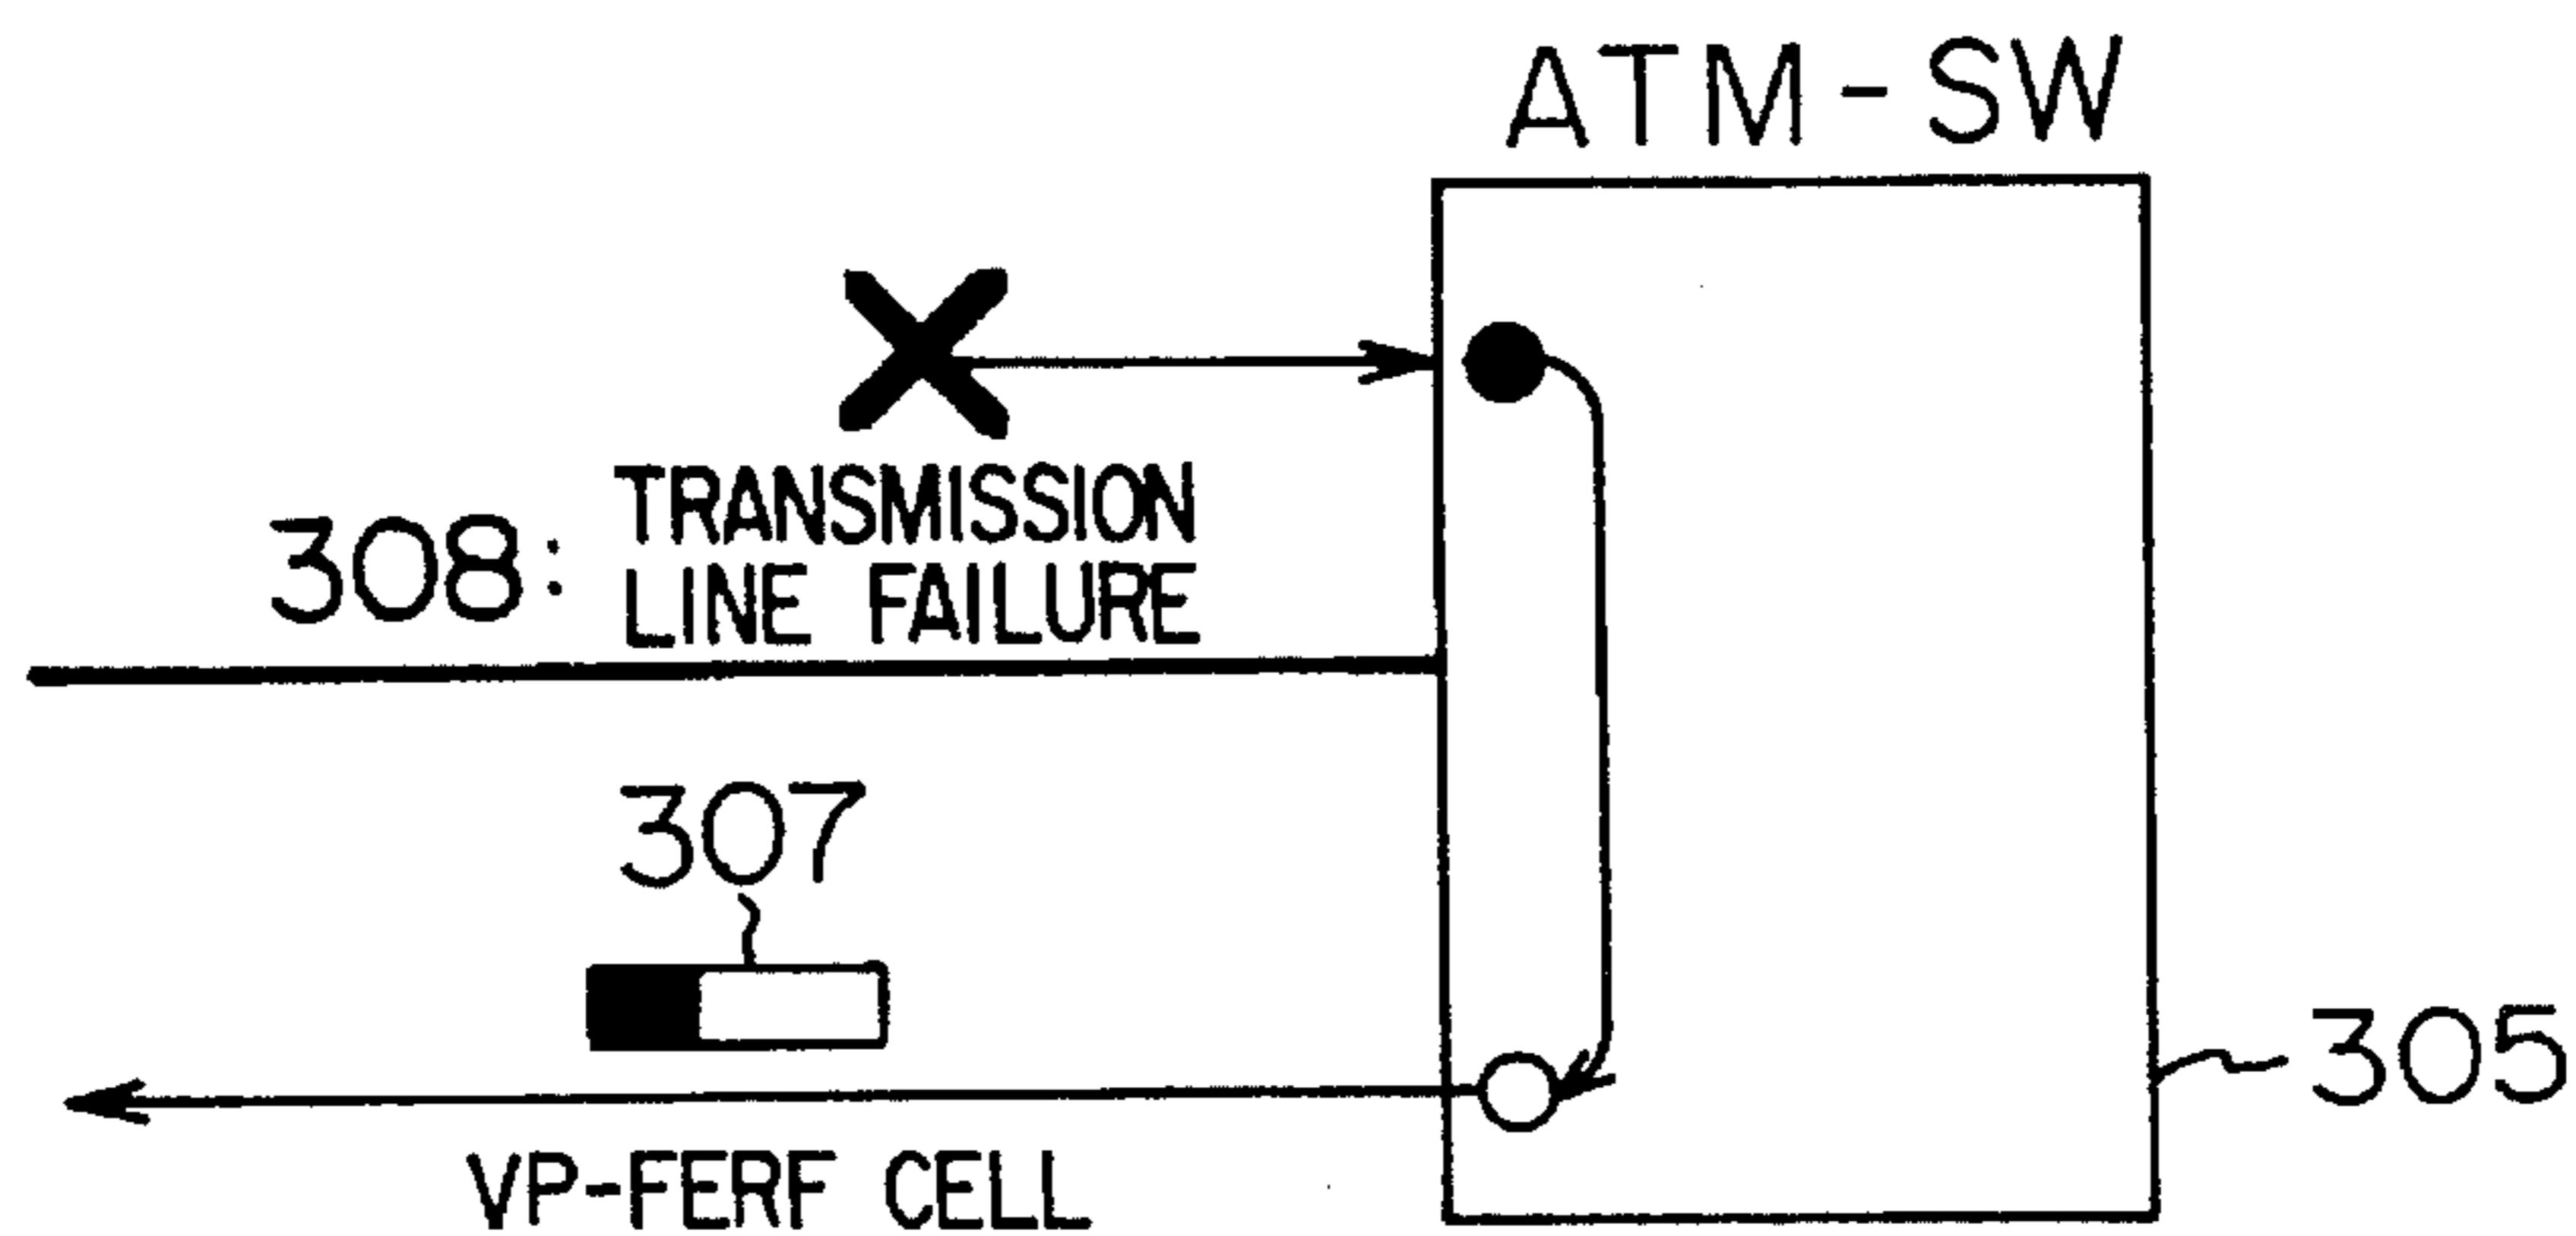 ATM-SW
308: TRANSMISSION
LINE FAILURE
307
305
VP-FERF CELL